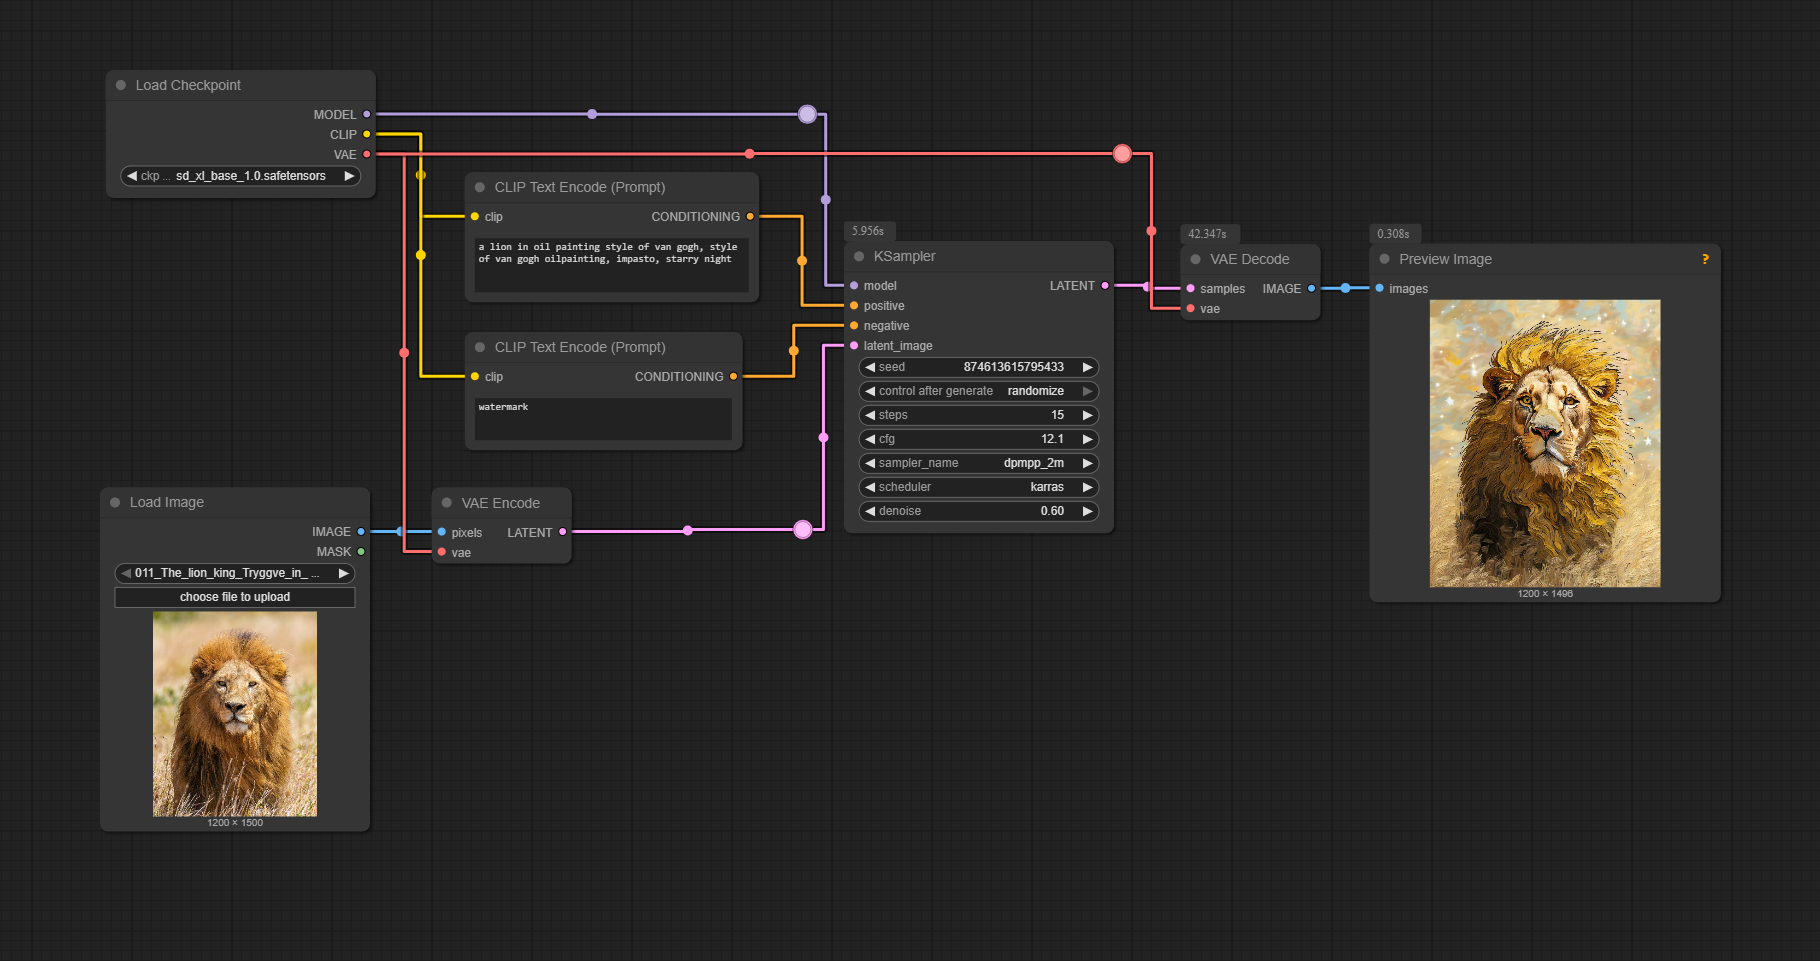 Load Checkpoint
MODEL
CLIP
VAE
ckp ... sd_xl_base_1.0.safetensors
CLIP Text Encode (Prompt)
clip CONDITIONING
a lion in oil painting style of van gogh, style
of van gogh oilpainting, impasto, starry night
CLIP Text Encode (Prompt)
clip CONDITIONING
watermark
Load Image
IMAGE
MASK
011_The_lion_king_Tryggve_in_ ...
choose file to upload
1200 × 1500
VAE Encode
pixels LATENT
vae
5.956s
KSampler
model LATENT
positive
negative
latent_image
seed 874613615795433
control after generate randomize
steps 15
cfg 12.1
sampler_name dpmpp_2m
scheduler karras
denoise 0.60
42.347s
VAE Decode
samples IMAGE
vae
0.308s
Preview Image ?
images
1200 × 1496